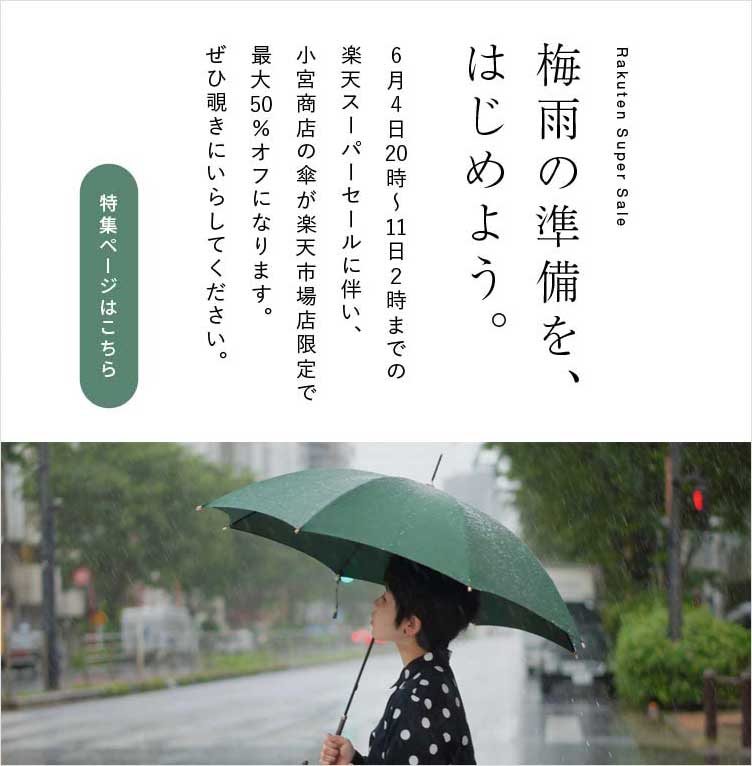 Rakuten Super Sale
梅雨の準備を、
はじめよう。
6月4日20時〜11日2時までの
楽天スーパーセールに伴い、
小宮商店の傘が楽天市場店限定で
最大50%オフになります。
ぜひ覗きにいらしてください。
特集ページはこちら